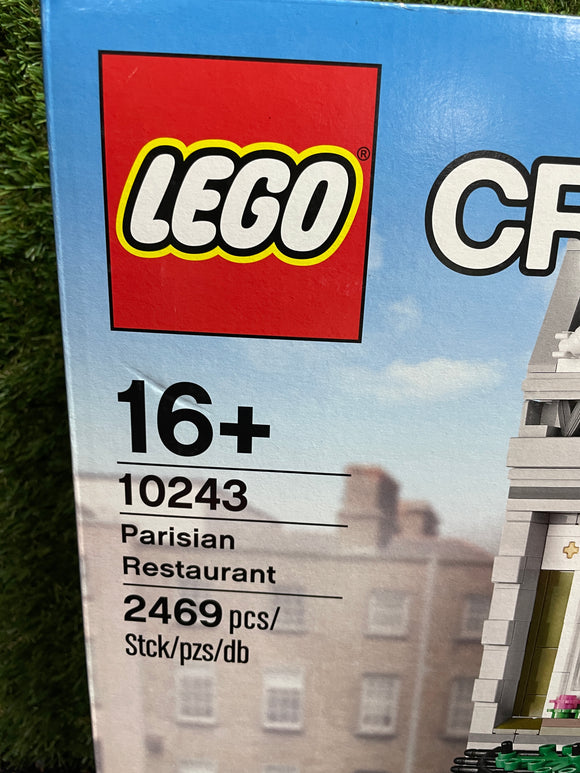 LEGO®
CR
16+
10243
Parisian
Restaurant
2469 pcs/
Stck/pzs/db